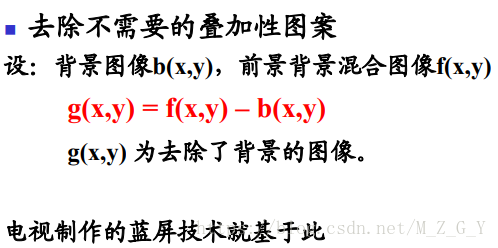 ■ 去除不需要的叠加性图案
设：背景图像b(x,y)，前景背景混合图像f(x,y)
g(x,y) = f(x,y) – b(x,y)
g(x,y) 为去除了背景的图像。
电视制作的蓝屏技术就基于此
csdn.net/M_Z_G_Y